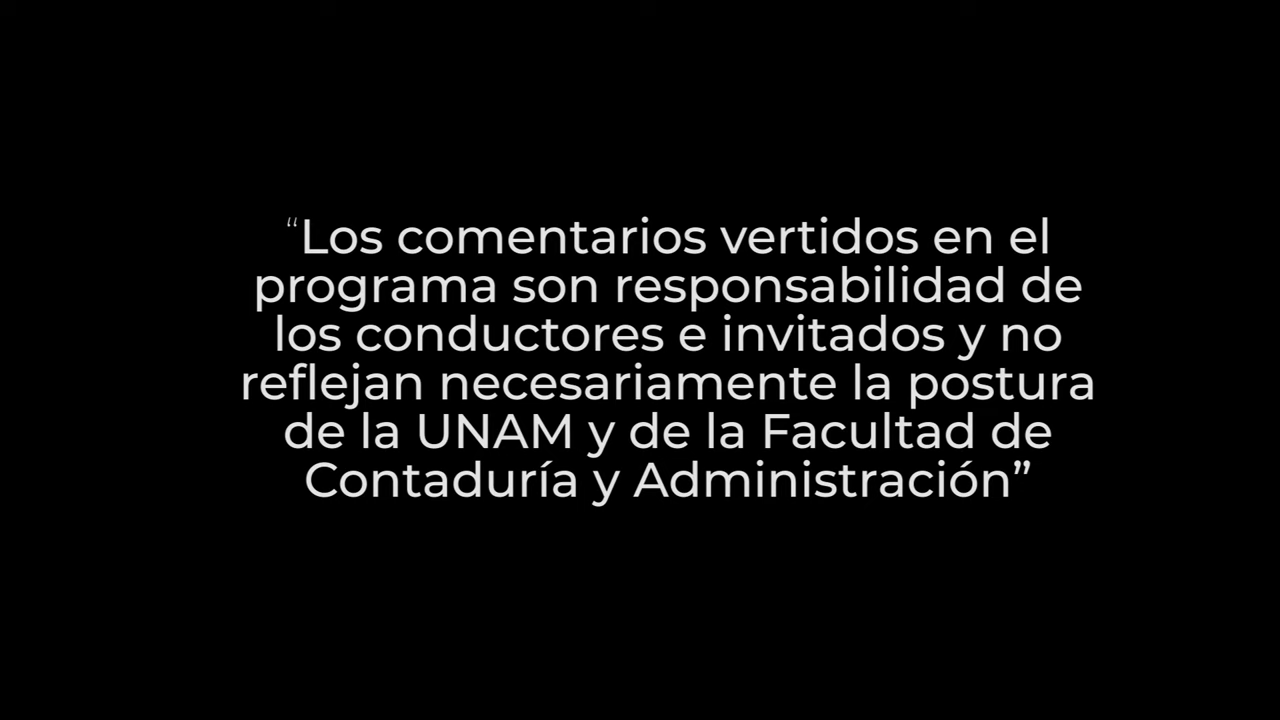 “Los comentarios vertidos en el
programa son responsabilidad de
los conductores e invitados y no
reflejan necesariamente la postura
de la UNAM y de la Facultad de
Contaduría y Administración”